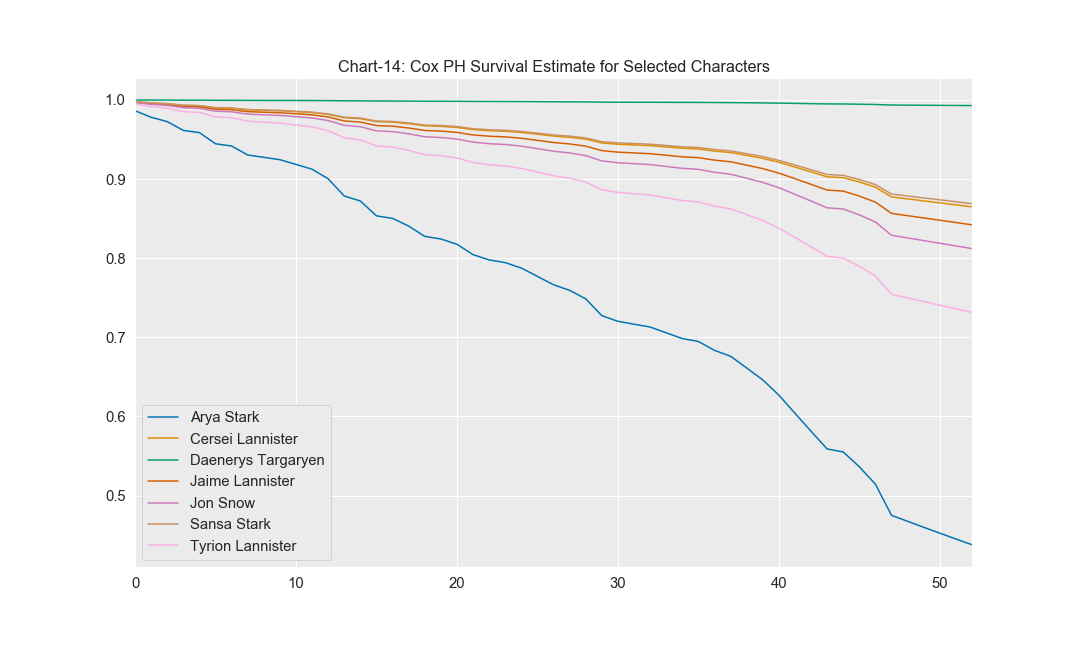 Chart-14: Cox PH Survival Estimate for Selected Characters
1.0
0.9
0.8
0.7
0.6
0.5
Arya Stark
Cersei Lannister
Daenerys Targaryen
Jaime Lannister
Jon Snow
Sansa Stark
Tyrion Lannister
0 10 20 30 40 50